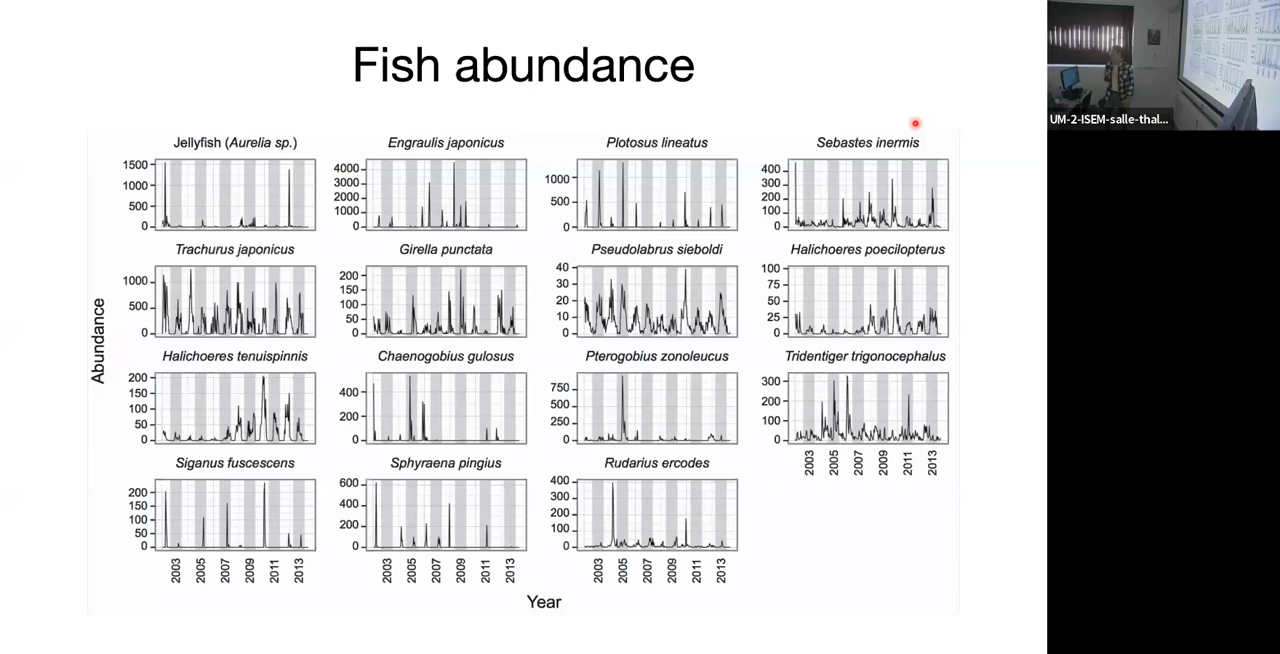 Fish abundance
UM-2-ISEM-salle-thal...
Jellyfish (Aurelia sp.)
Engraulis japonicus
Plotosus lineatus
Sebastes inermis
1500
1000
500
0
4000
3000
2000
1000
0
1000
500
0
400
300
200
100
0
Trachurus japonicus
Girella punctata
Pseudolabrus sieboldi
Halichoeres poecilopterus
1000
500
0
200
150
100
50
0
40
30
20
10
0
100
75
50
25
0
Abundance
Halichoeres tenuispinnis
Chaenogobius gulosus
Pterogobius zonoleucus
Tridentiger trigonocephalus
200
150
100
50
0
400
200
0
750
500
250
0
300
200
100
0
2003 2005 2007 2009 2011 2013
Siganus fuscescens
Sphyraena pingius
Rudarius ercodes
200
150
100
50
0
600
400
200
0
400
300
200
100
0
2003 2005 2007 2009 2011 2013
2003 2005 2007 2009 2011 2013
2003 2005 2007 2009 2011 2013
Year